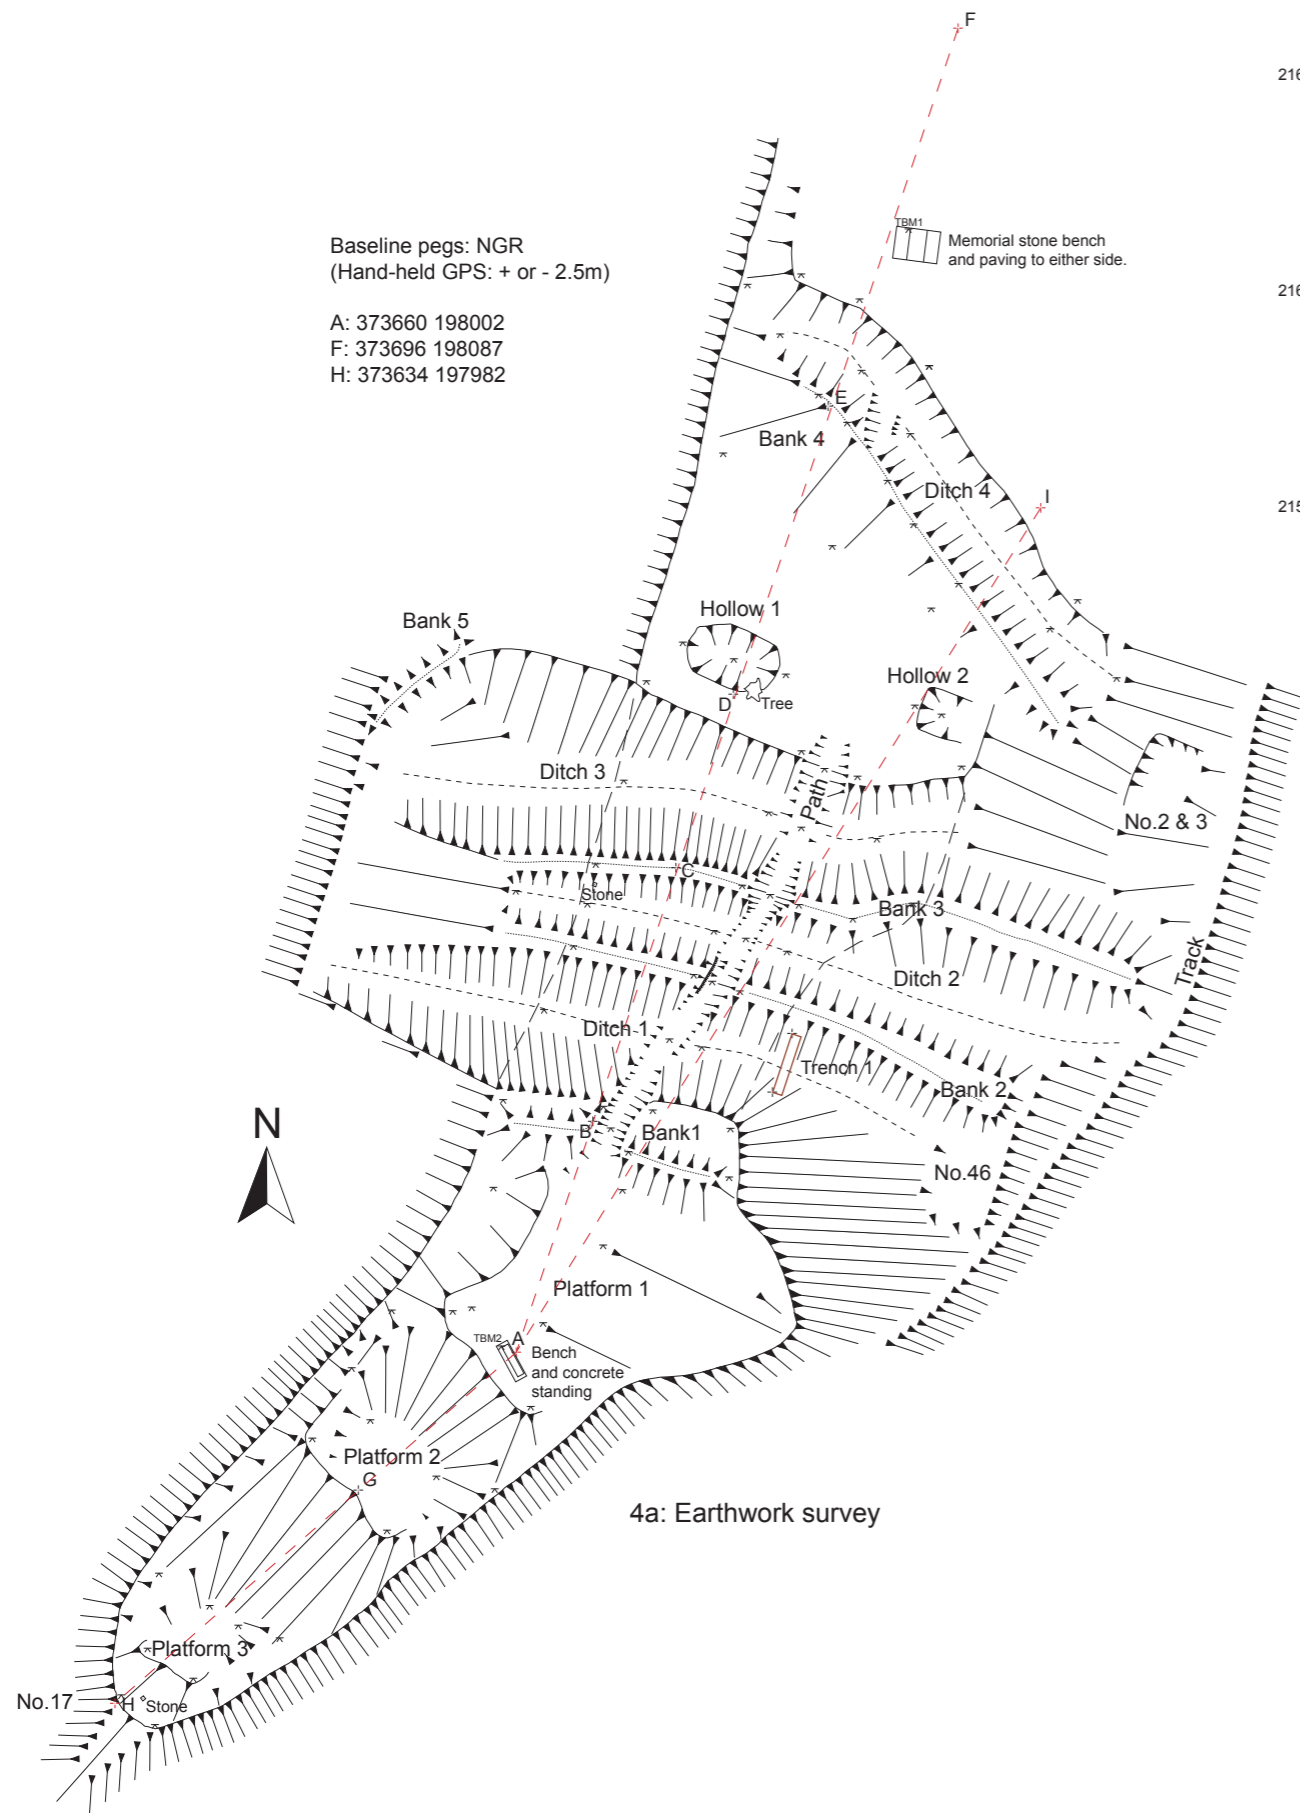 F
216
TBM1
Memorial stone bench
and paving to either side.
Baseline pegs: NGR
(Hand-held GPS: + or - 2.5m)
216
A: 373660 198002
F: 373696 198087
H: 373634 197982
E
Bank 4
Ditch 4
I
215
Hollow 1
Bank 5
Hollow 2
D
Tree
Ditch 3
Path
No.2 & 3
C
Stone
Bank 3
Track
Ditch 2
Ditch 1
Trench 1
Bank 2
N
B
Bank1
No.46
Platform 1
TBM2
A
Bench
and concrete
standing
Platform 2
G
4a: Earthwork survey
Platform 3
No.17
H
Stone